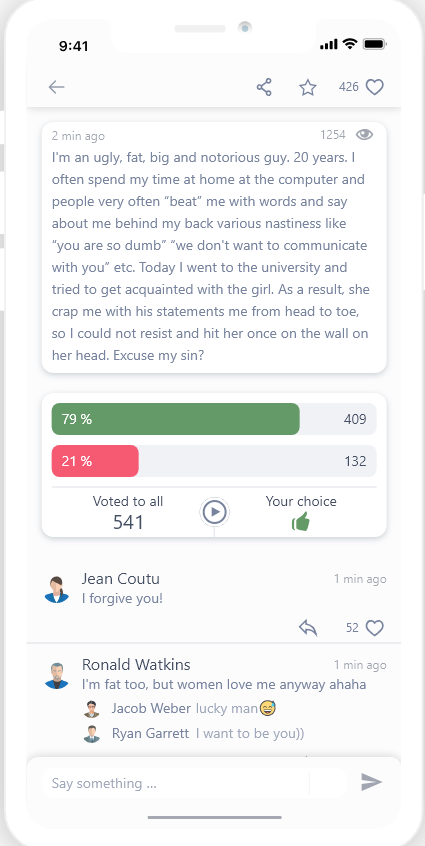 9:41
426
2 min ago 1254
I'm an ugly, fat, big and notorious guy. 20 years. I
often spend my time at home at the computer and
people very often “beat” me with words and say
about me behind my back various nastiness like
“you are so dumb” “we don't want to communicate
with you” etc. Today I went to the university and
tried to get acquainted with the girl. As a result, she
crap me with his statements me from head to toe,
so I could not resist and hit her once on the wall on
her head. Excuse my sin?
79 % 409
21 % 132
Voted to all Your choice
541
Jean Coutu 1 min ago
I forgive you!
52
Ronald Watkins 1 min ago
I'm fat too, but women love me anyway ahaha
Jacob Weber lucky man😅
Ryan Garrett I want to be you))
Say something ...